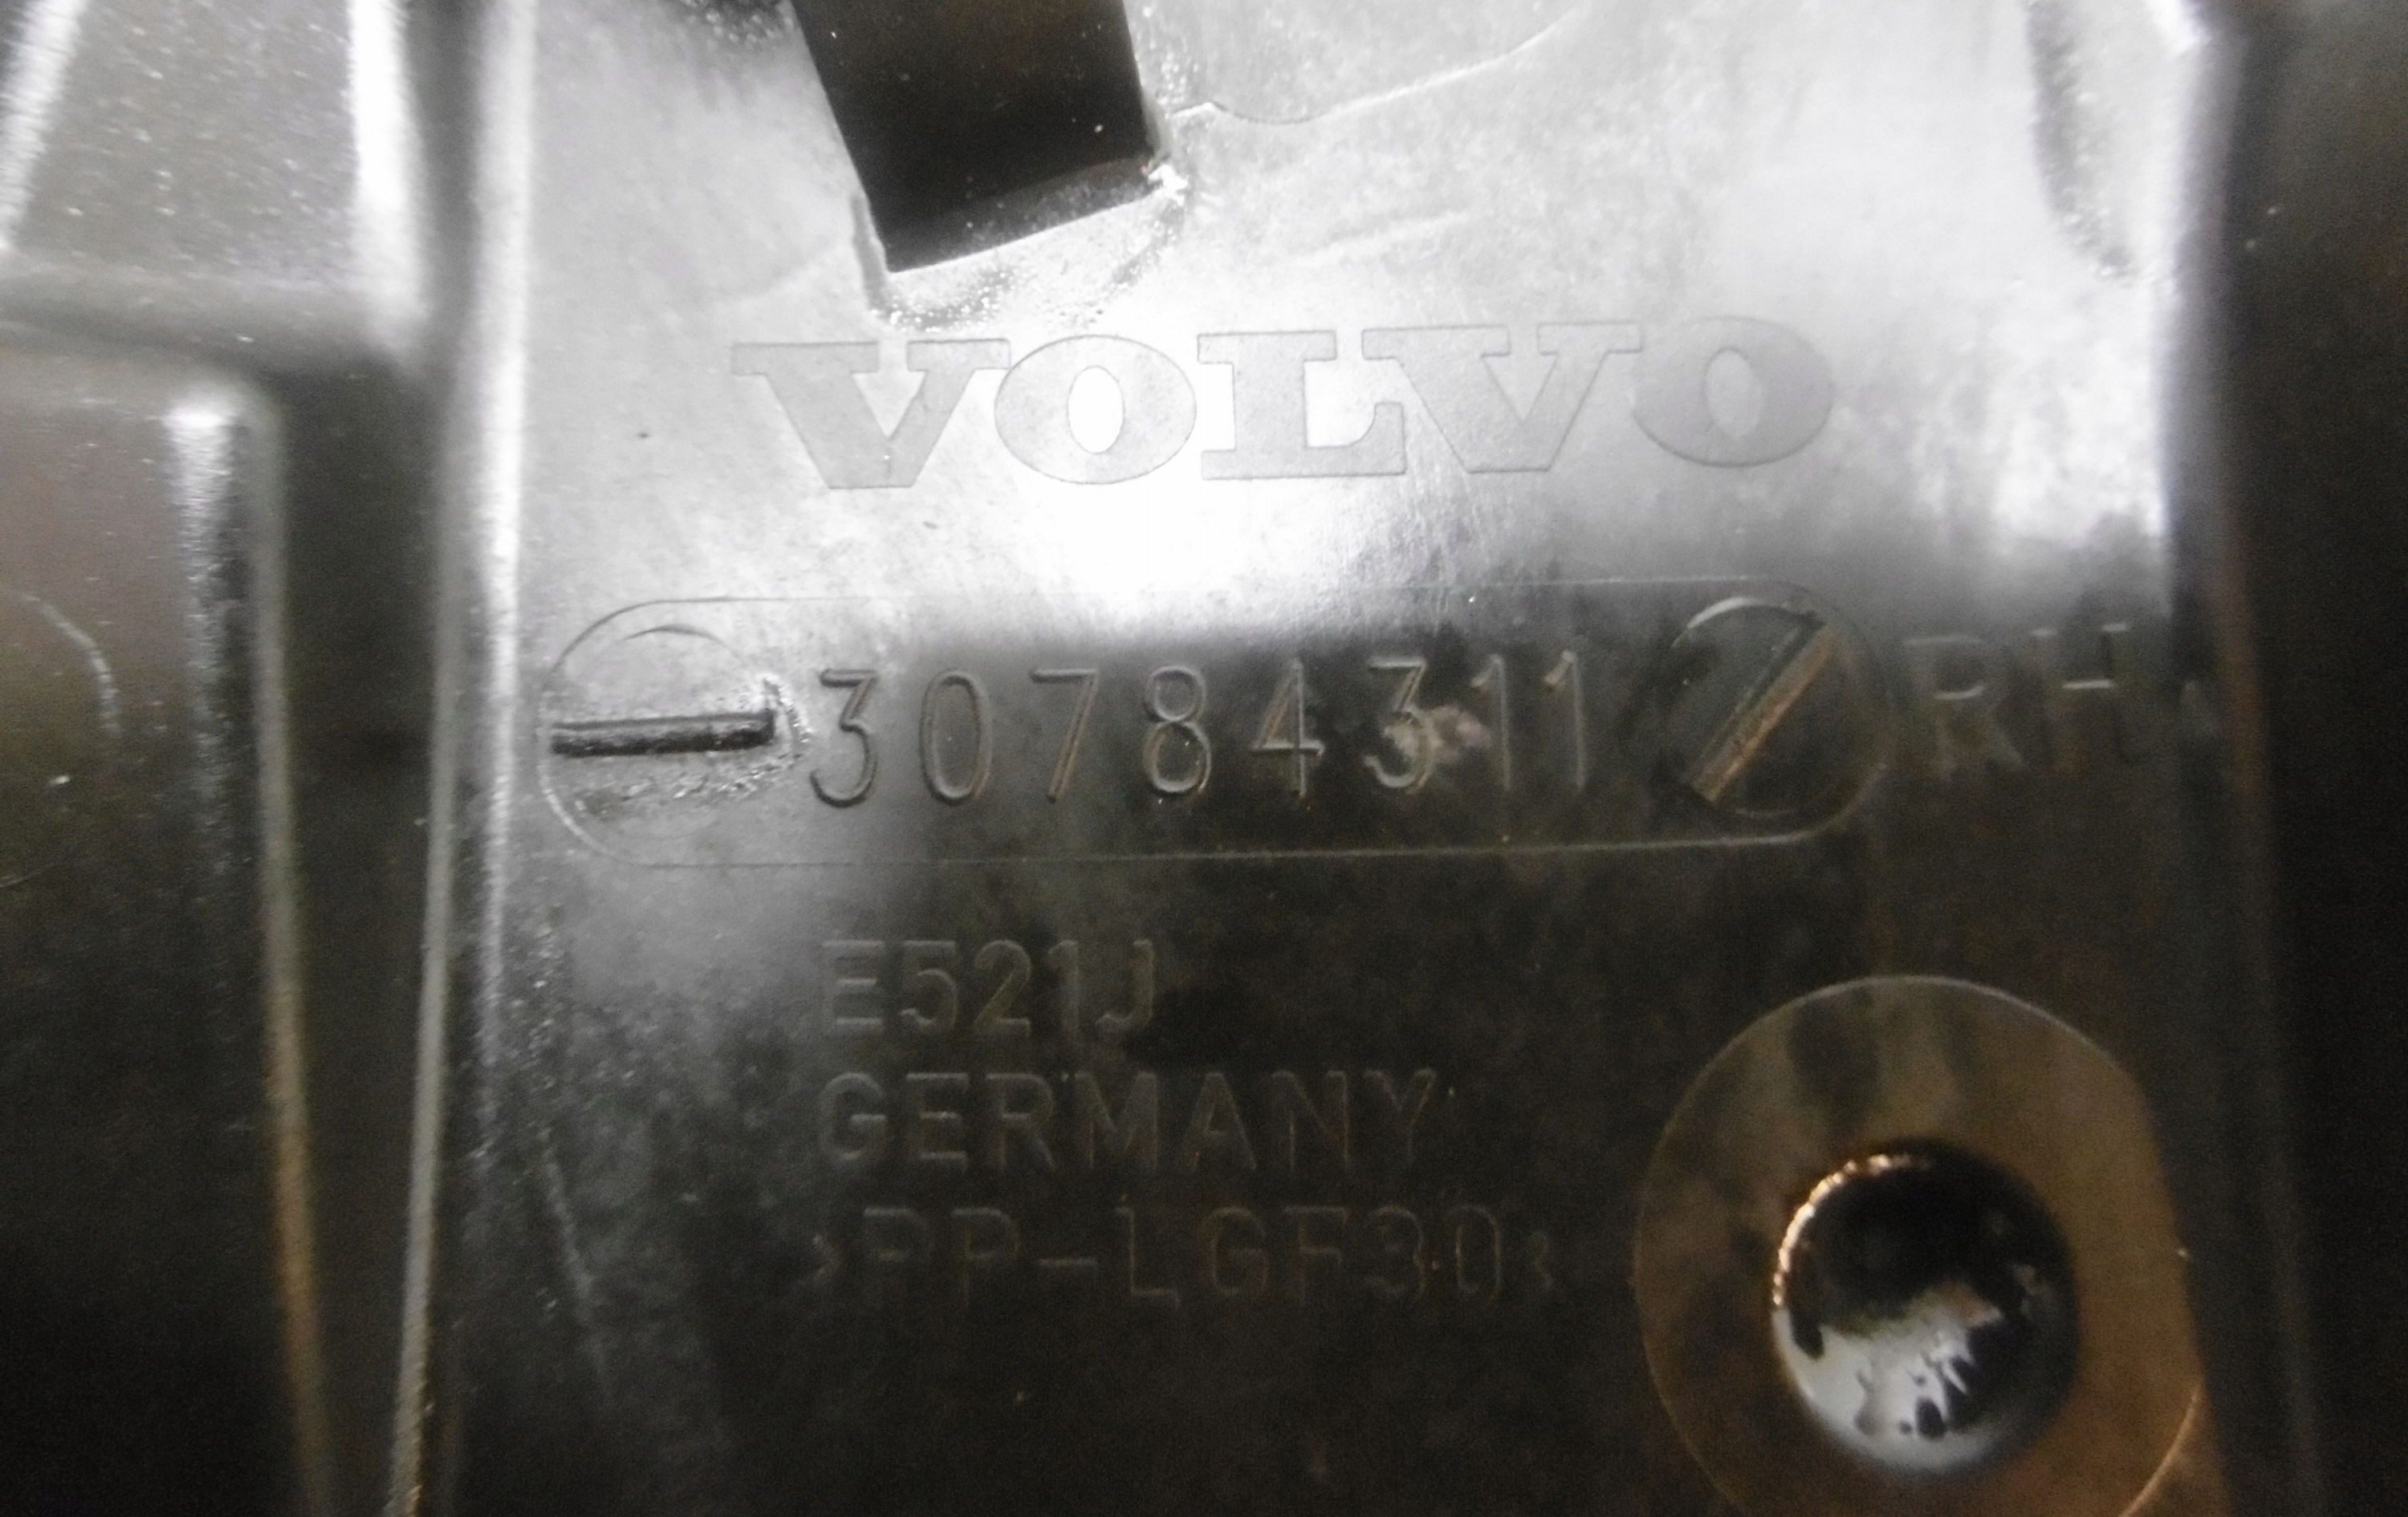 VOLVO
30784311 RH
E521J
GERMANY
>PP-LGF30<